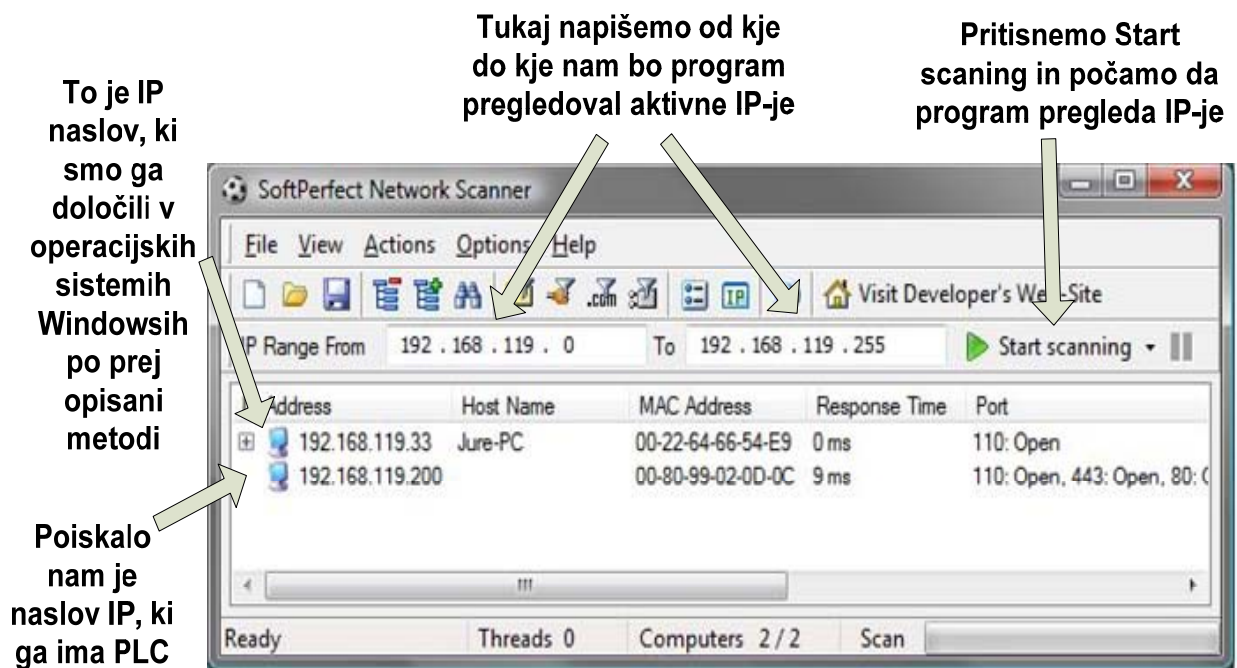 Tukaj napišemo od kje
do kje nam bo program
pregledoval aktivne IP-je
Pritisnemo Start
scaning in počamo da
program pregleda IP-je
To je IP
naslov, ki
smo ga
določili v
operacijskih
sistemih
Windowsih
po prej
opisani
metodi
Poiskalo
nam je
naslov IP, ki
ga ima PLC
SoftPerfect Network Scanner
File View Actions Options Help
.com IP Visit Developer's Web-Site
IP Range From 192 . 168 . 119 . 0 To 192 . 168 . 119 . 255 Start scanning
Address Host Name MAC Address Response Time Port
192.168.119.33 Jure-PC 00-22-64-66-54-E9 0 ms 110: Open
192.168.119.200 00-80-99-02-0D-0C 9 ms 110: Open, 443: Open, 80:
Ready Threads 0 Computers 2 / 2 Scan